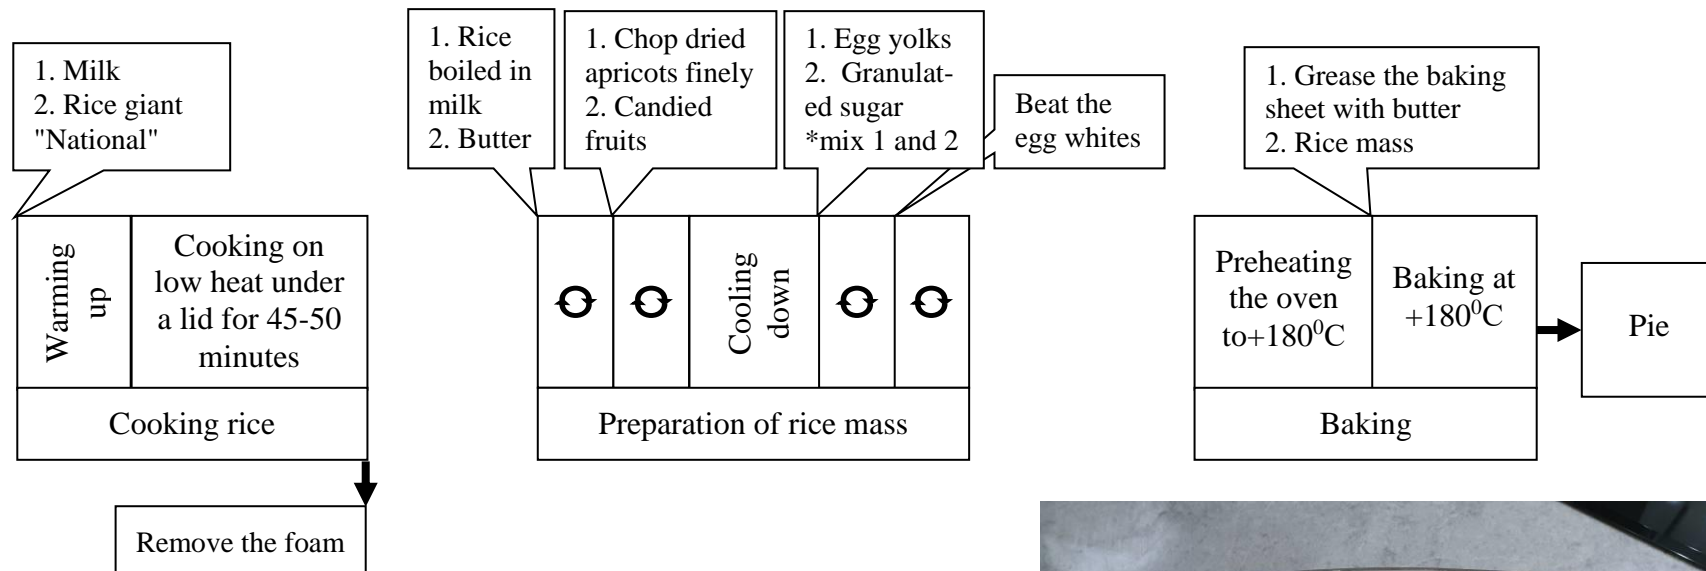 1. Milk
2. Rice giant
"National"
1. Rice
boiled in
milk
2. Butter
1. Chop dried
apricots finely
2. Candied
fruits
1. Egg yolks
2. Granulat-
ed sugar
*mix 1 and 2
Beat the
egg whites
1. Grease the baking
sheet with butter
2. Rice mass
Warming
up
Cooking on
low heat under
a lid for 45-50
minutes
Cooling
down
Preheating
the oven
to+180⁰C
Baking at
+180⁰C
Pie
Cooking rice
Preparation of rice mass
Baking
Remove the foam